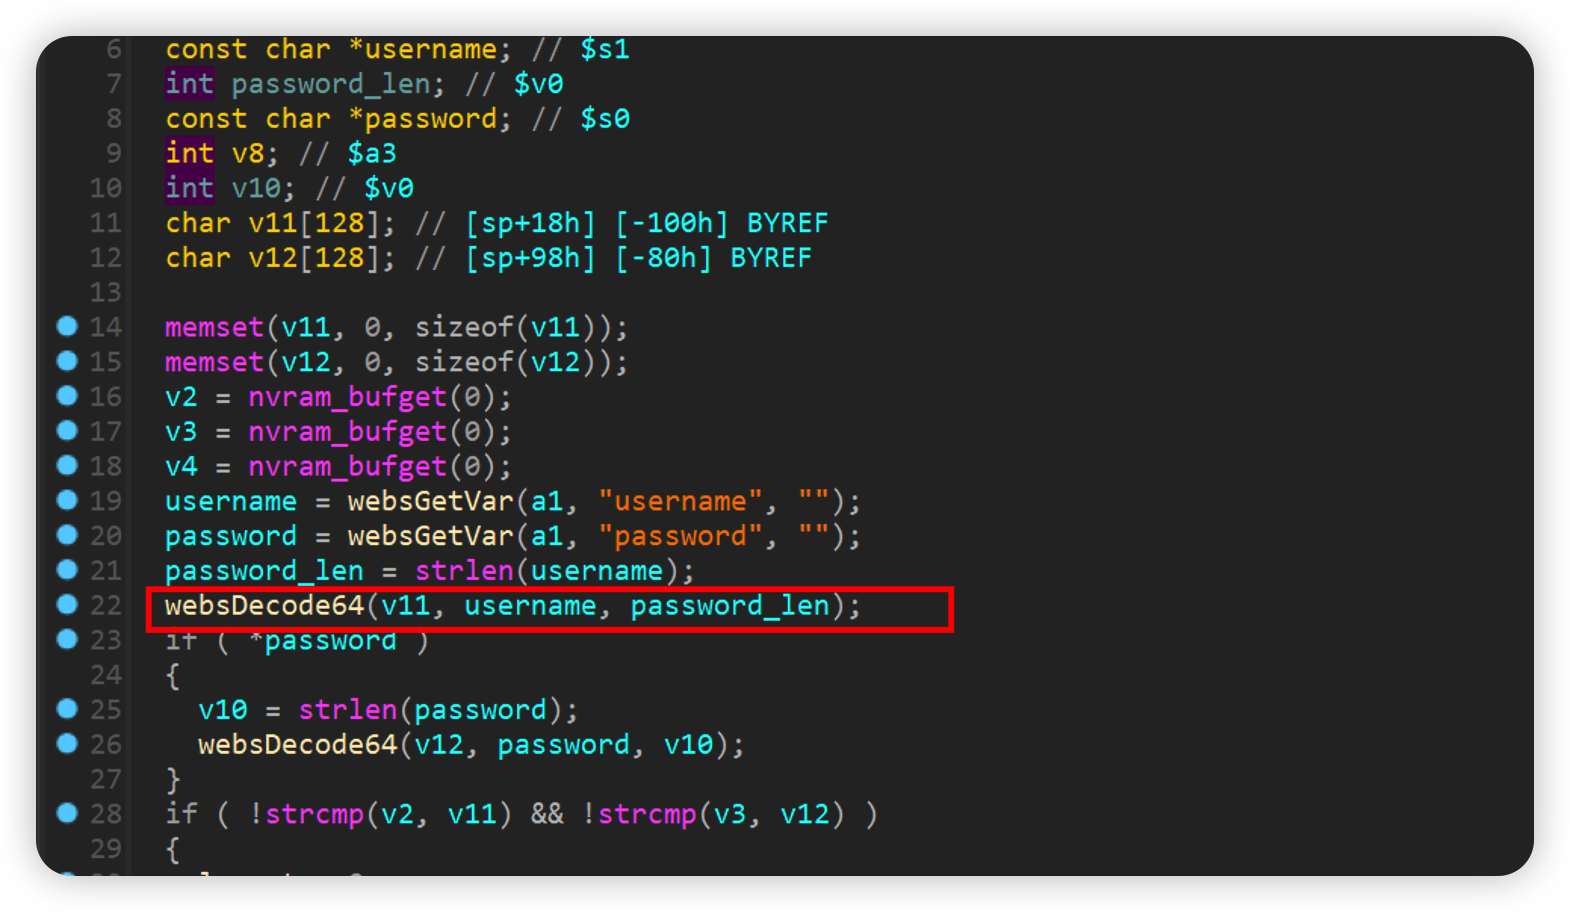 6 const char *username; // $s1
7 int password_len; // $v0
8 const char *password; // $s0
9 int v8; // $a3
10 int v10; // $v0
11 char v11[128]; // [sp+18h] [-100h] BYREF
12 char v12[128]; // [sp+98h] [-80h] BYREF
13
14 memset(v11, 0, sizeof(v11));
15 memset(v12, 0, sizeof(v12));
16 v2 = nvram_bufget(0);
17 v3 = nvram_bufget(0);
18 v4 = nvram_bufget(0);
19 username = websGetVar(a1, "username", "");
20 password = websGetVar(a1, "password", "");
21 password_len = strlen(username);
22 websDecode64(v11, username, password_len);
23 if ( *password )
24 {
25 v10 = strlen(password);
26 websDecode64(v12, password, v10);
27 }
28 if ( !strcmp(v2, v11) && !strcmp(v3, v12) )
29 {